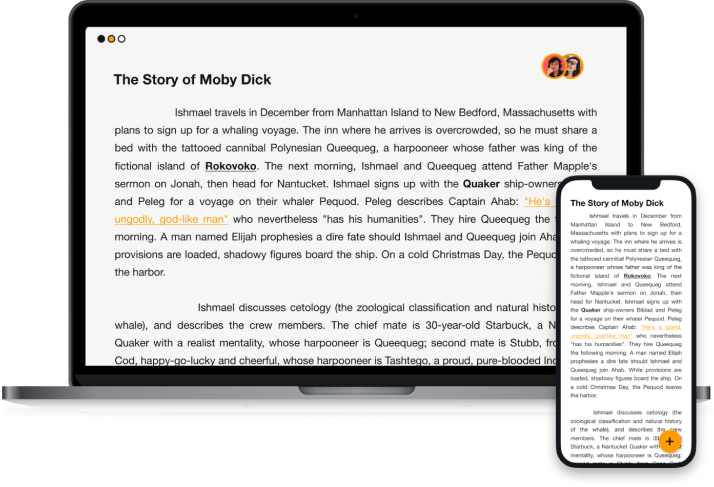 The Story of Moby Dick
Ishmael travels in December from Manhattan Island to New Bedford, Massachusetts with
plans to sign up for a whaling voyage. The inn where he arrives is overcrowded, so he must share a
bed with the tattooed cannibal Polynesian Queequeg, a harpooneer whose father was king of the
fictional island of Rokovoko. The next morning, Ishmael and Queequeg attend Father Mapple's
sermon on Jonah, then head for Nantucket. Ishmael signs up with the Quaker ship-owners
and Peleg for a voyage on their whaler Pequod. Peleg describes Captain Ahab: "He's
ungodly, god-like man" who nevertheless "has his humanities". They hire Queequeg the
morning. A man named Elijah prophesies a dire fate should Ishmael and Queequeg join
provisions are loaded, shadowy figures board the ship. On a cold Christmas Day, the
the harbor.
Ishmael discusses cetology (the zoological classification and natural
whale), and describes the crew members. The chief mate is 30-year-old Starbuck, a
Quaker with a realist mentality, whose harpooneer is Queequeg; second mate is Stubb,
Cod, happy-go-lucky and cheerful, whose harpooneer is Tashtego, a proud, pure-blooded
The Story of Moby Dick
Ishmael travels in December from
Manhattan Island to New Bedford,
Massachusetts with plans to sign up for a
whaling voyage. The inn where he arrives is
overcrowded, so he must share a bed with
the tattooed cannibal Polynesian Queequeg,
a harpooneer whose father was king of the
fictional island of Rokovoko. The next
morning, Ishmael and Queequeg attend
Father Mapple's sermon on Jonah, then
head for Nantucket. Ishmael signs up with
the Quaker ship-owners Bildad and Peleg
for a voyage on their whaler Pequod. Peleg
describes Captain Ahab: "He's a grand,
ungodly, god-like man" who nevertheless
"has his humanities". They hire Queequeg
the following morning. A man named Elijah
prophesies a dire fate should Ishmael and
Queequeg join Ahab. While provisions are
loaded, shadowy figures board the ship. On
a cold Christmas Day, the Pequod leaves
the harbor.
Ishmael discusses cetology (the
zoological classification and natural history
of the whale), and describes the crew
members. The chief mate is
Starbuck, a Nantucket Quaker with
mentality, whose harpooneer is Queequeg;